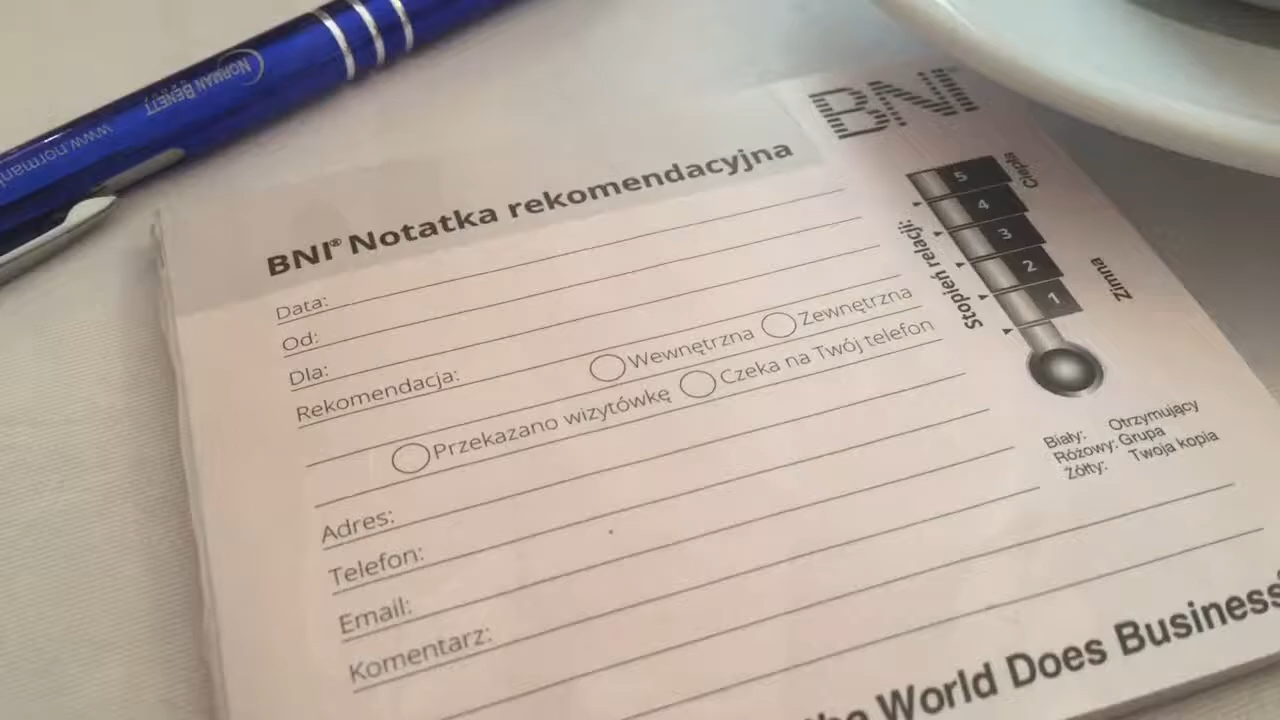 NORMAN BENETT
www.norman
BNI
BNI® Notatka rekomendacyjna
Data:
Od:
Dla:
Rekomendacja: Wewnętrzna Zewnętrzna
Przekazano wizytówkę Czeka na Twój telefon
Adres:
Telefon:
Email:
Komentarz:
Stopień relacji:
Ciepła
5
4
3
2
1
Zimna
Biały: Otrzymujący
Różowy: Grupa
Żółty: Twoja kopia
the World Does Business